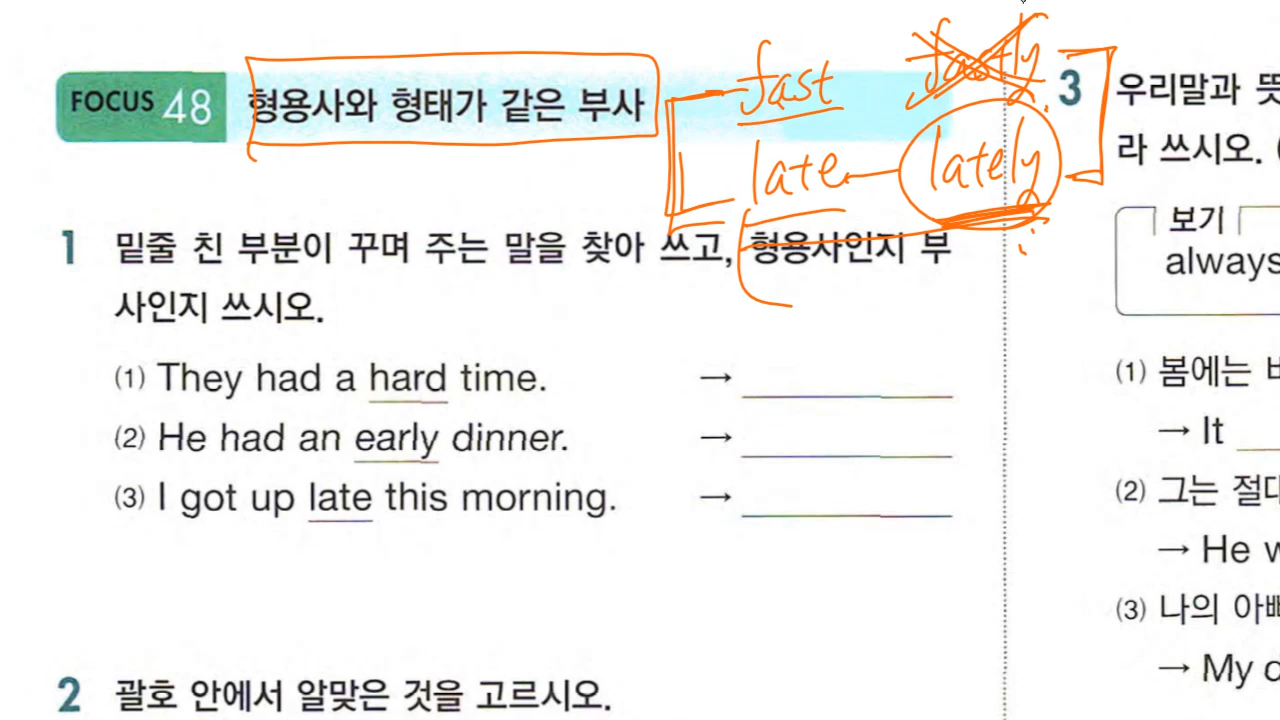 FOCUS 48 형용사와 형태가 같은 부사
fast
late lately
1 밑줄 친 부분이 꾸며 주는 말을 찾아 쓰고, 형용사인지 부
사인지 쓰시오.
(1) They had a hard time. →
(2) He had an early dinner. →
(3) I got up late this morning. →
2 괄호 안에서 알맞은 것을 고르시오.
3 우리말과 뜻
라 쓰시오. (
보기
always
(1) 봄에는
→ It
(2) 그는 절대
→ He w
(3) 나의 아빠
→ My d